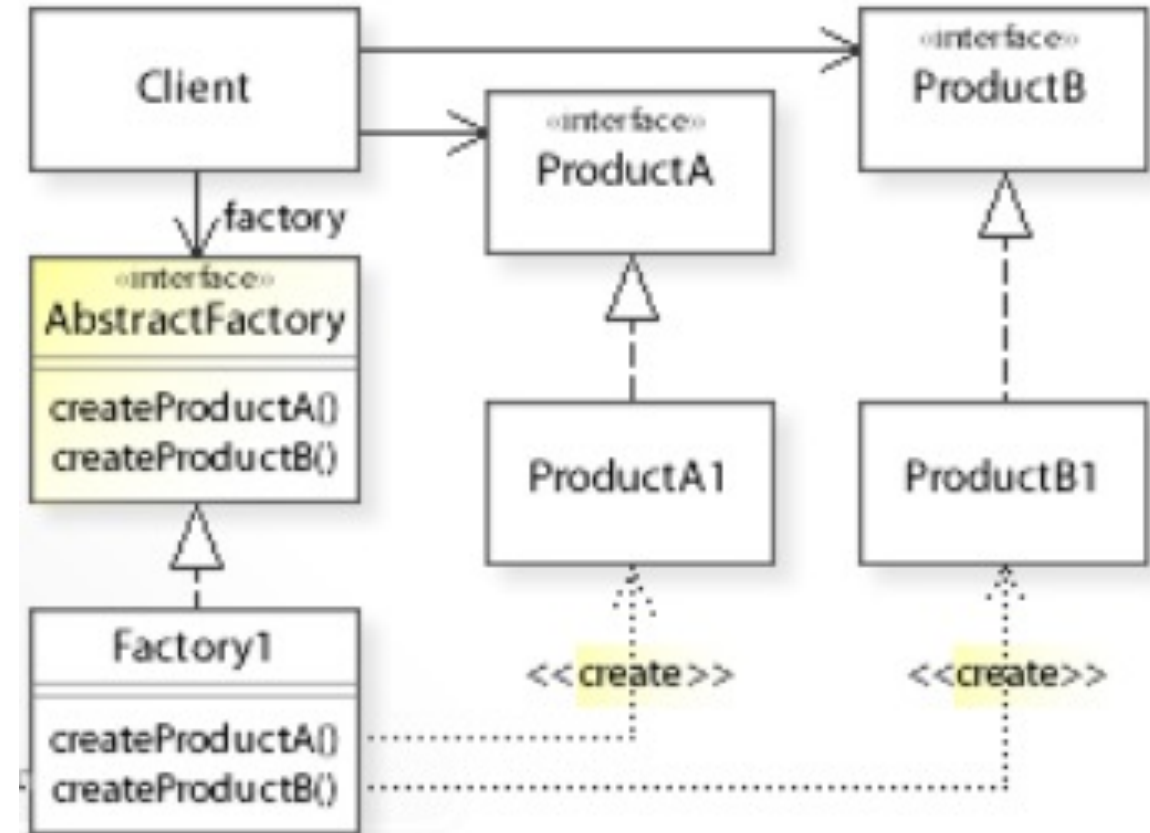 Client
«interface»
ProductB
«interface»
ProductA
factory
«interface»
AbstractFactory
createProductA()
createProductB()
ProductA1
ProductB1
Factory1
createProductA()
createProductB()
<<create>>
<<create>>